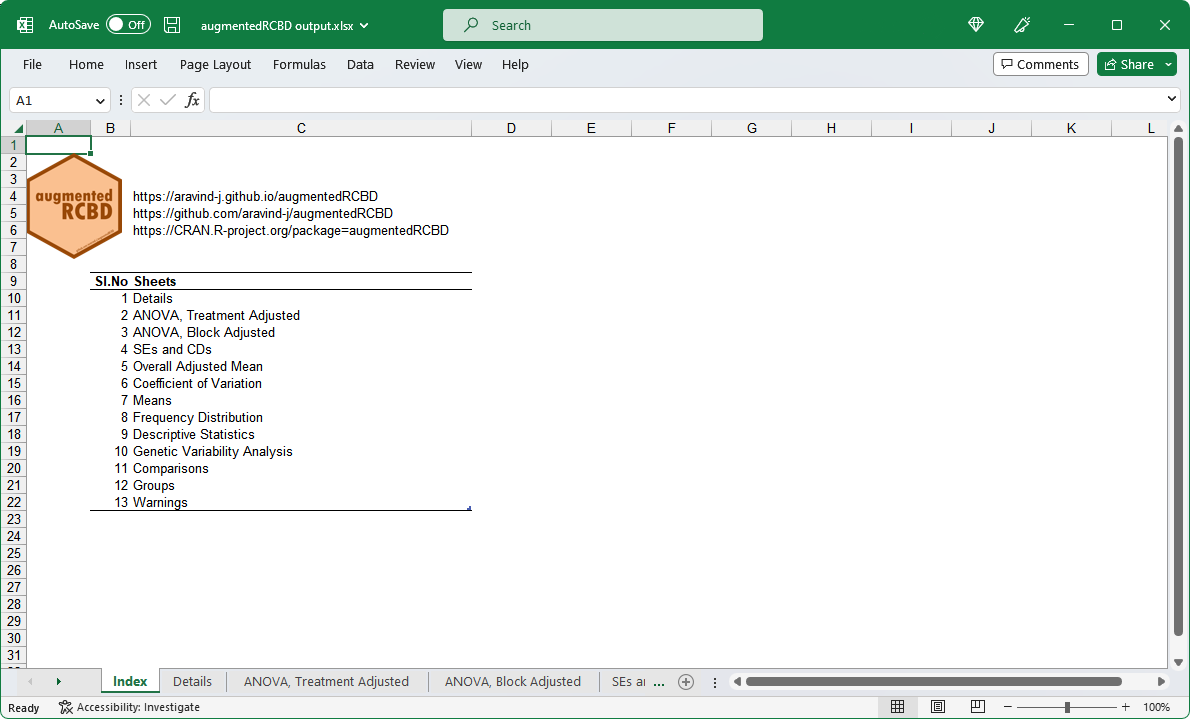 AutoSave Off augmentedRCBD output.xlsx Search
File Home Insert Page Layout Formulas Data Review View Help Comments Share
A1 fx
A B C D E F G H I J K L
1
2
3
4 https://aravind-j.github.io/augmentedRCBD
5 https://github.com/aravind-j/augmentedRCBD
6 https://CRAN.R-project.org/package=augmentedRCBD
augmented
RCBD
7
8
9 Sl.No Sheets
10 1 Details
11 2 ANOVA, Treatment Adjusted
12 3 ANOVA, Block Adjusted
13 4 SEs and CDs
14 5 Overall Adjusted Mean
15 6 Coefficient of Variation
16 7 Means
17 8 Frequency Distribution
18 9 Descriptive Statistics
19 10 Genetic Variability Analysis
20 11 Comparisons
21 12 Groups
22 13 Warnings
23
24
25
26
27
28
29
30
31
Index Details ANOVA, Treatment Adjusted ANOVA, Block Adjusted SEs ar ...
Ready Accessibility: Investigate 100%